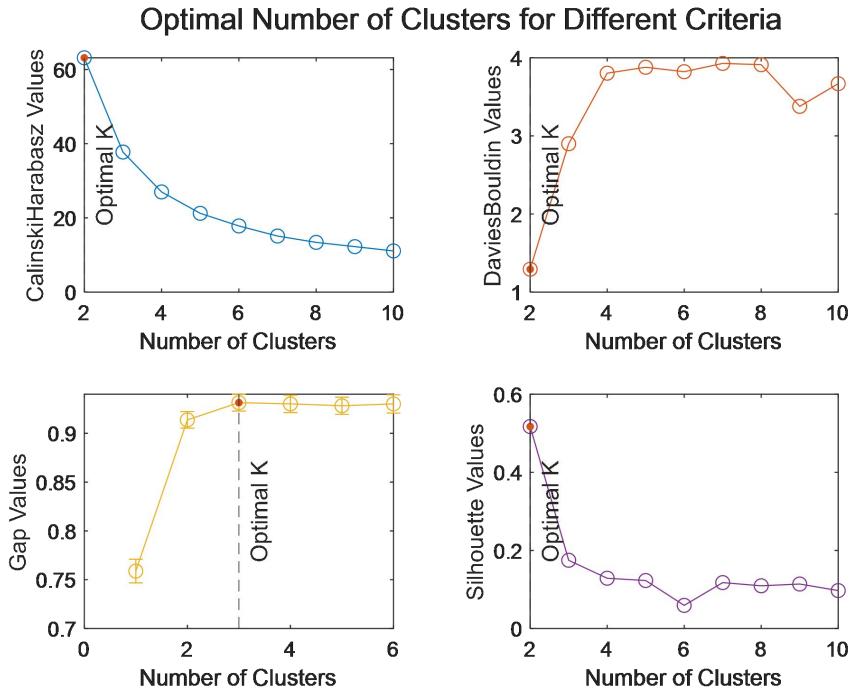 Optimal Number of Clusters for Different Criteria
CalinskiHarabasz Values
60
40
20
0
Optimal K
2
4
6
8
10
Number of Clusters
DaviesBouldin Values
4
3
2
1
Optimal K
2
4
6
8
10
Number of Clusters
Gap Values
0.9
0.85
0.8
0.75
0.7
Optimal K
0
2
4
6
Number of Clusters
Silhouette Values
0.6
0.4
0.2
0
Optimal K
2
4
6
8
10
Number of Clusters